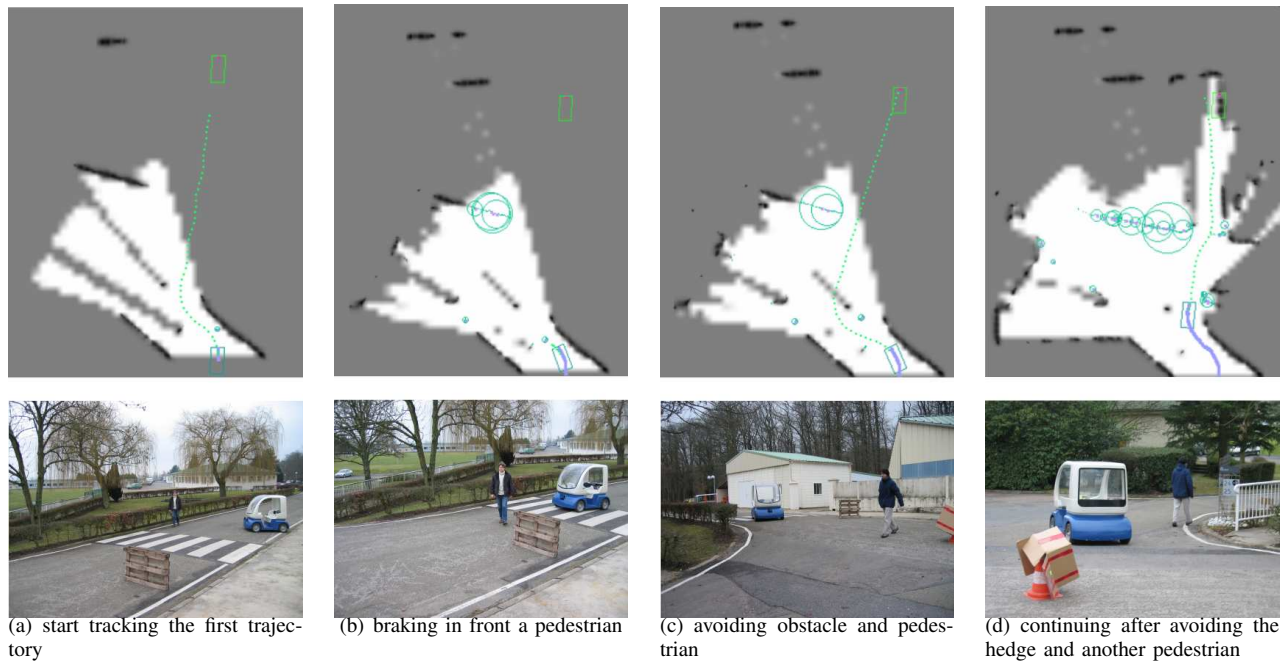 (a) start tracking the first trajec-
tory
(b) braking in front a pedestrian
(c) avoiding obstacle and pedes-
trian
(d) continuing after avoiding the
hedge and another pedestrian